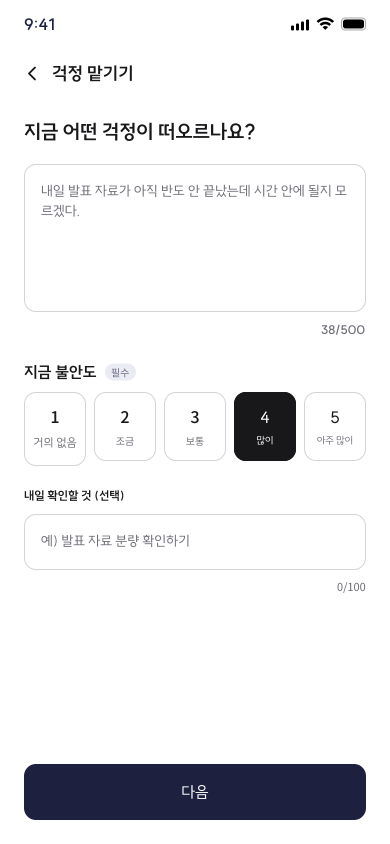 9:41
걱정 맡기기
지금 어떤 걱정이 떠오르나요?
내일 발표 자료가 아직 반도 안 끝났는데 시간 안에 될지 모
르겠다.
38/500
지금 불안도 필수
1 2 3 4 5
거의 없음 조금 보통 많이 아주 많이
내일 확인할 것 (선택)
예) 발표 자료 분량 확인하기
0/100
다음